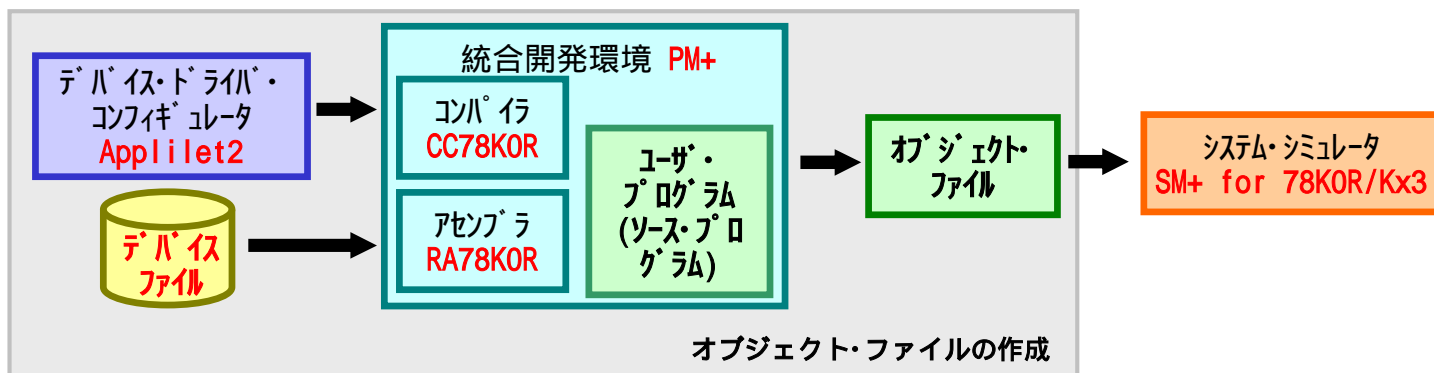 統合開発環境 PM+
デバイス・ドライバ・
コンフィギュレータ
Applilet2
コンパイラ
CC78K0R
ユーザ・
プログラム
(ソース・プロ
グラム)
オブジェクト・
ファイル
システム・シミュレータ
SM+ for 78K0R/Kx3
デバイス
ファイル
アセンブラ
RA78K0R
オブジェクト・ファイルの作成